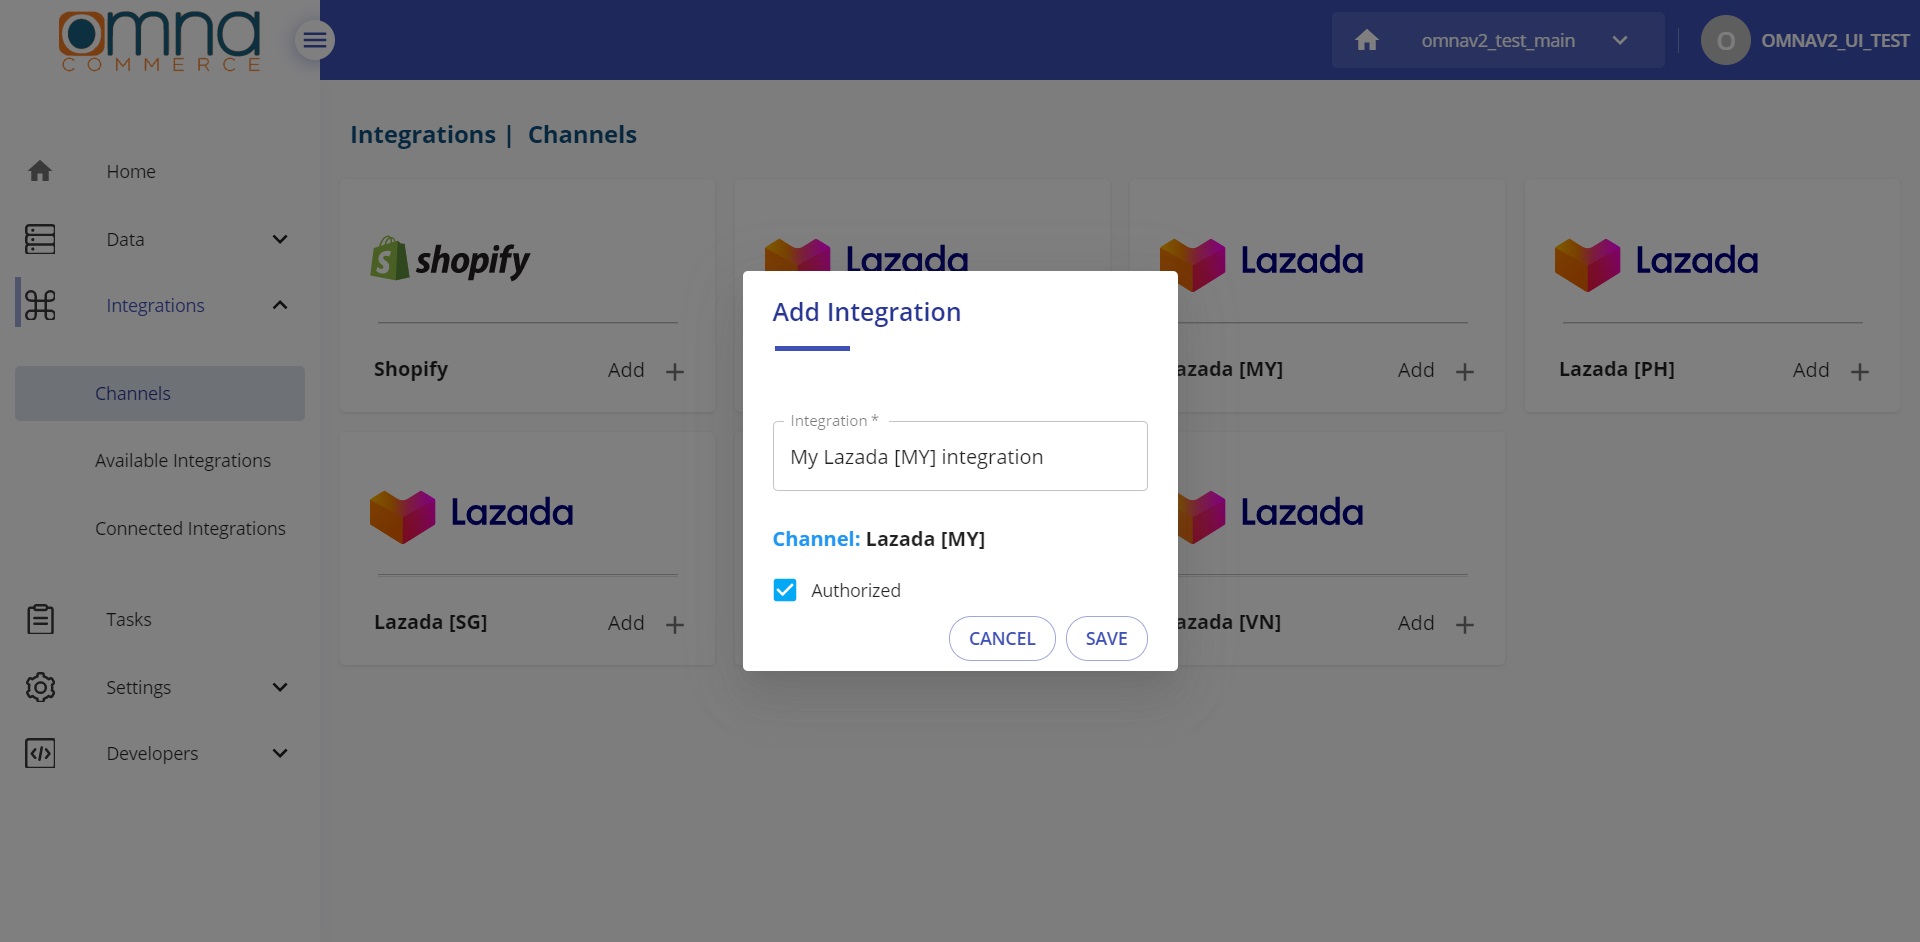 omna
COMMERCE
omnav2_test_main
O
OMNAV2_UI_TEST
Home
Data
Integrations
Channels
Available Integrations
Connected Integrations
Tasks
Settings
Developers
Integrations | Channels
shopify
Shopify
Add +
Lazada
Lazada
azada [MY]
Add +
Lazada
Lazada [PH]
Add +
Lazada
Lazada [SG]
Add +
Lazada
azada [VN]
Add +
Add Integration
Integration *
My Lazada [MY] integration
Channel: Lazada [MY]
Authorized
CANCEL
SAVE